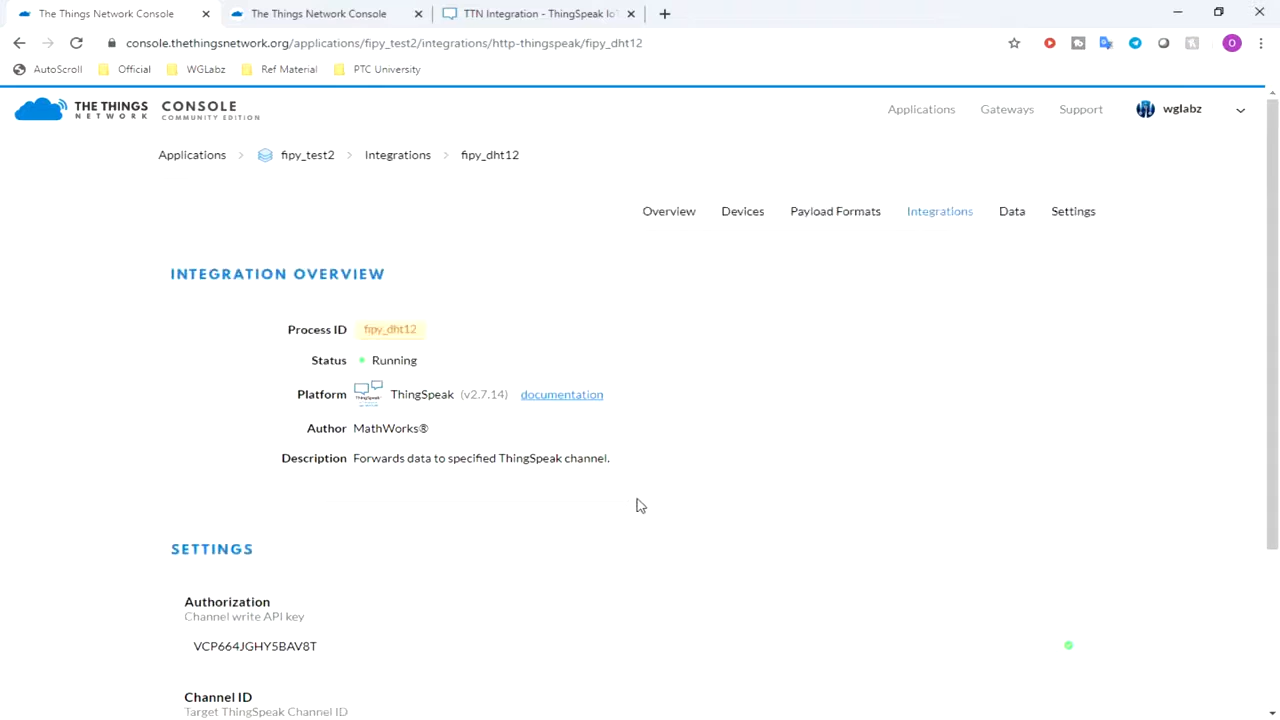 The Things Network Console
The Things Network Console
TTN Integration - ThingSpeak Io
console.thethingsnetwork.org/applications/fipy_test2/integrations/http-thingspeak/fipy_dht12
AutoScroll Official WGLabz Ref Material PTC University
THE THINGS NETWORK CONSOLE COMMUNITY EDITION
Applications Gateways Support wglabz
Applications > fipy_test2 > Integrations > fipy_dht12
Overview Devices Payload Formats Integrations Data Settings
INTEGRATION OVERVIEW
Process ID fipy_dht12
Status Running
Platform ThingSpeak (v2.7.14) documentation
Author MathWorks®
Description Forwards data to specified ThingSpeak channel.
SETTINGS
Authorization
Channel write API key
VCP664JGHY5BAV8T
Channel ID
Target ThingSpeak Channel ID